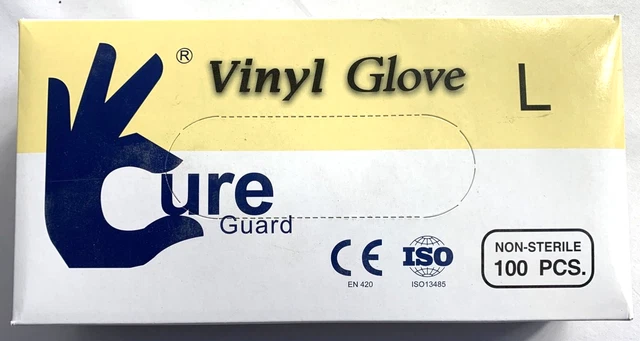 ® Vinyl Glove L
Cure
Guard
CE ISO
EN 420 ISO13485
NON-STERILE
100 PCS.